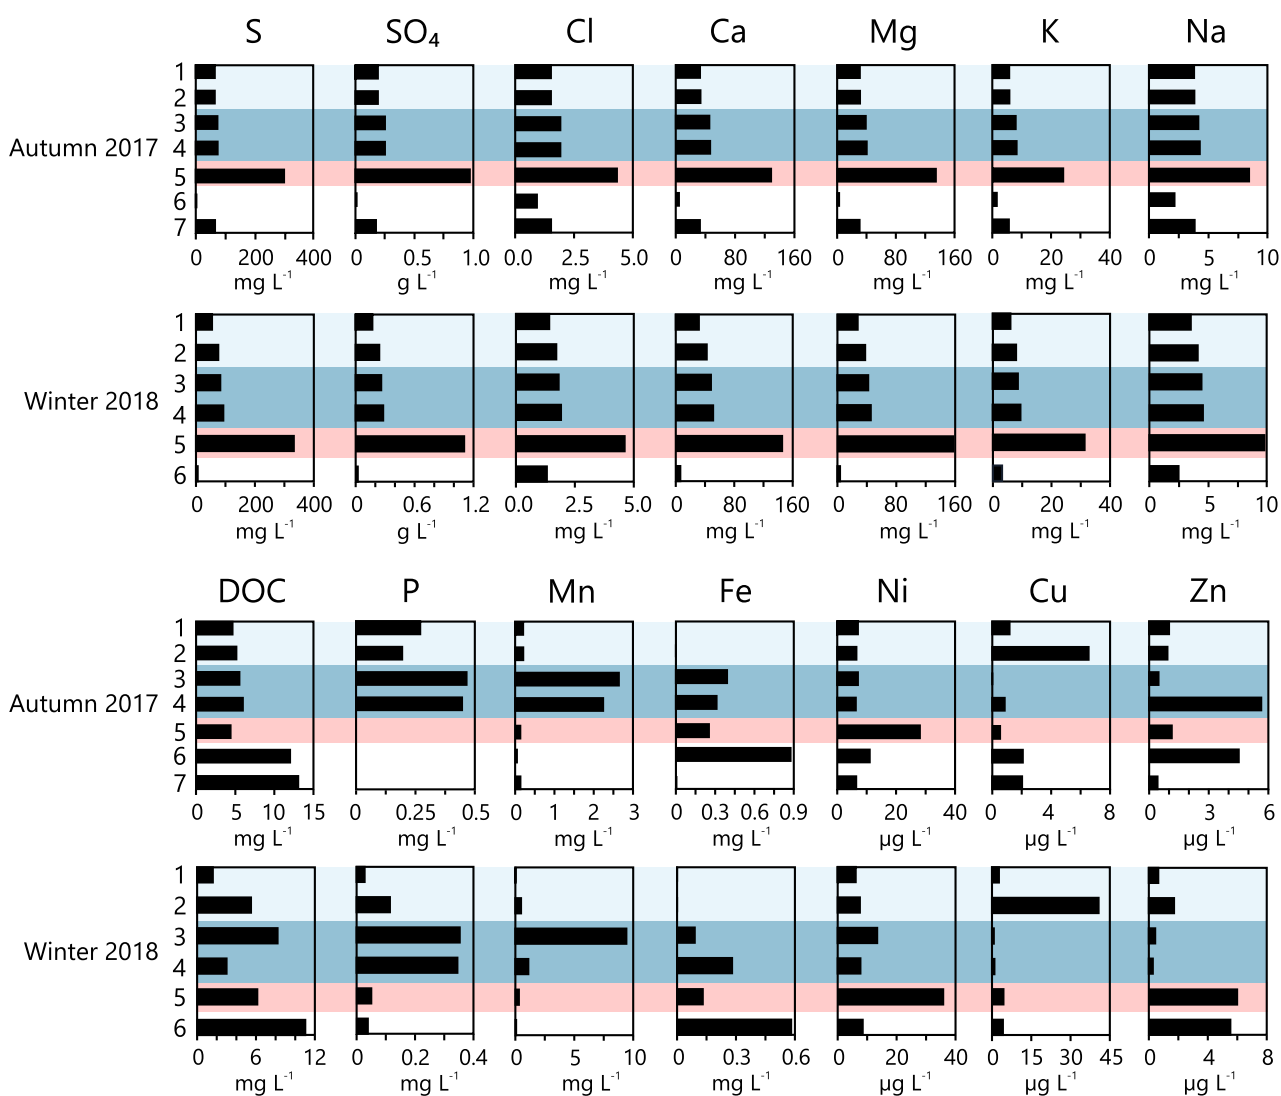 S SO₄ Cl Ca Mg K Na
Autumn 2017
1
2
3
4
5
6
7
0 200 400 0 0.5 1.0 0.0 2.5 5.0 0 80 160 0 80 160 0 20 40 0 5 10
mg L⁻¹ g L⁻¹ mg L⁻¹ mg L⁻¹ mg L⁻¹ mg L⁻¹ mg L⁻¹
Winter 2018
1
2
3
4
5
6
0 200 400 0 0.6 1.2 0.0 2.5 5.0 0 80 160 0 80 160 0 20 40 0 5 10
mg L⁻¹ g L⁻¹ mg L⁻¹ mg L⁻¹ mg L⁻¹ mg L⁻¹ mg L⁻¹
DOC P Mn Fe Ni Cu Zn
Autumn 2017
1
2
3
4
5
6
7
0 5 10 15 0 0.25 0.5 0 1 2 3 0 0.3 0.6 0.9 0 20 40 0 4 8 0 3 6
mg L⁻¹ mg L⁻¹ mg L⁻¹ mg L⁻¹ µg L⁻¹ µg L⁻¹ µg L⁻¹
Winter 2018
1
2
3
4
5
6
0 6 12 0 0.2 0.4 0 5 10 0 0.3 0.6 0 20 40 0 15 30 45 0 4 8
mg L⁻¹ mg L⁻¹ mg L⁻¹ mg L⁻¹ µg L⁻¹ µg L⁻¹ µg L⁻¹